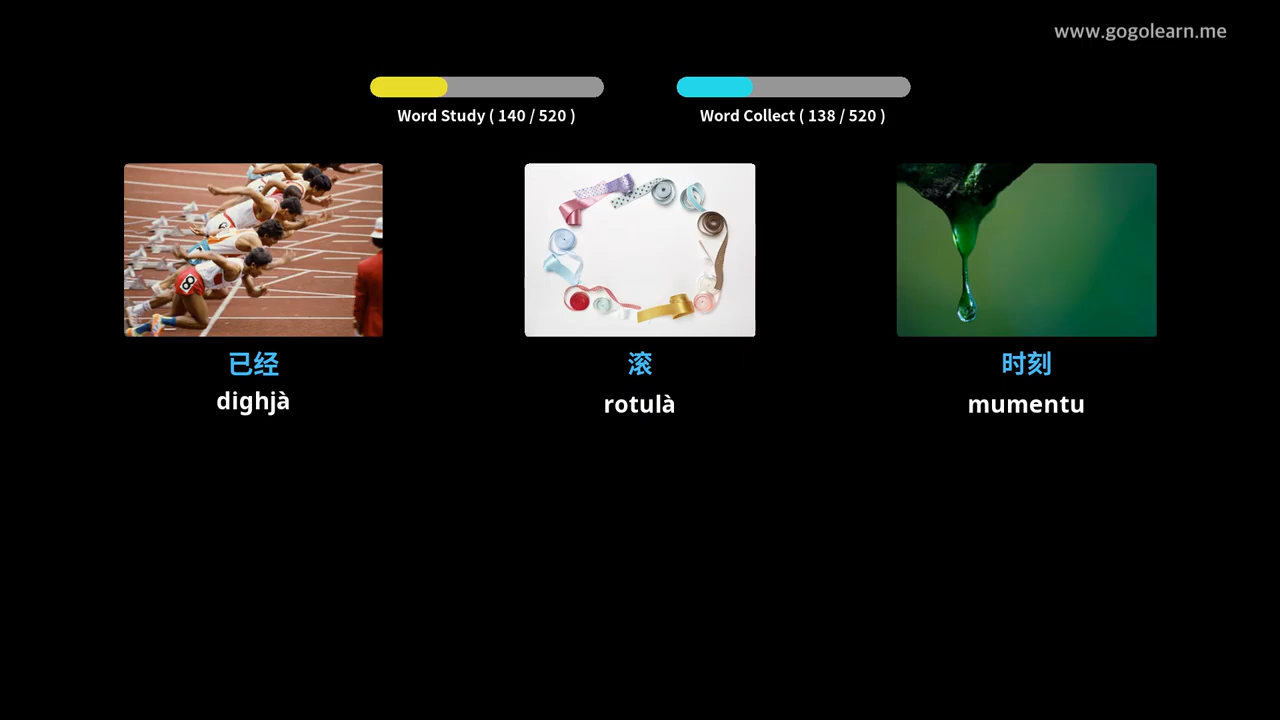 www.gogolearn.me
Word Study ( 140 / 520 )
Word Collect ( 138 / 520 )
8
已经
dighjà
滚
rotulà
时刻
mumentu